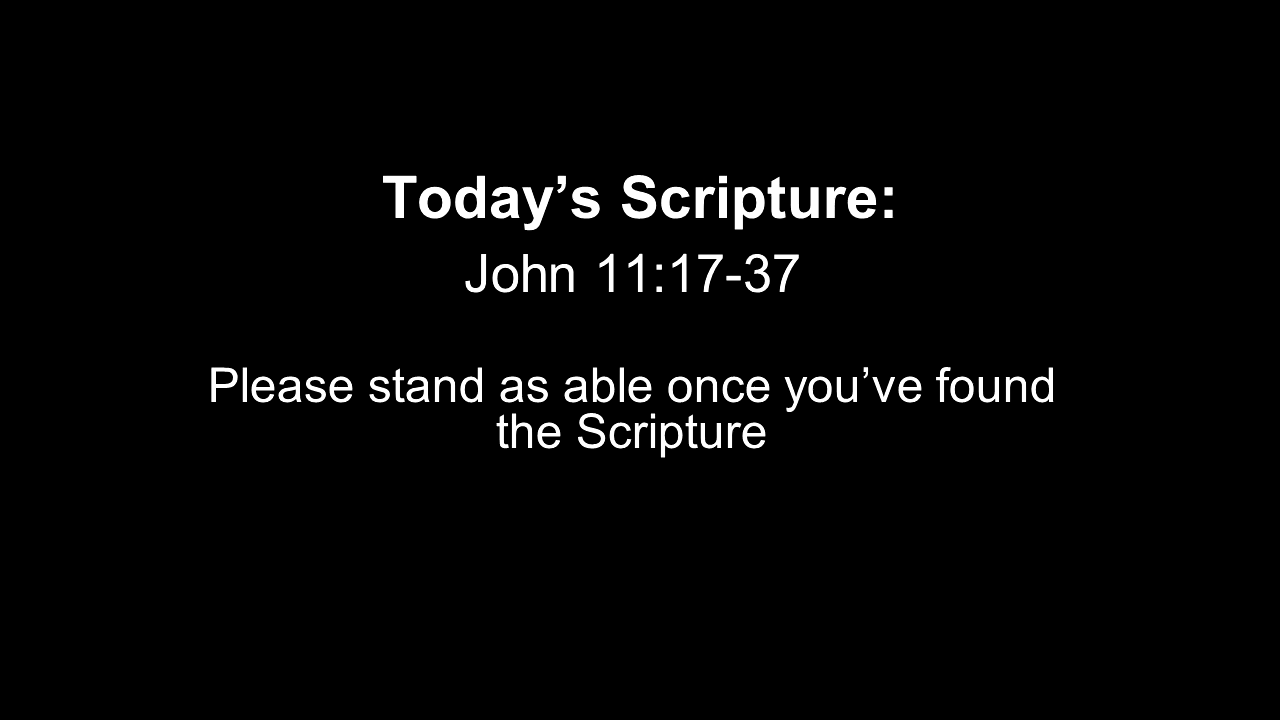 Today’s Scripture:
John 11:17-37
Please stand as able once you’ve found
the Scripture